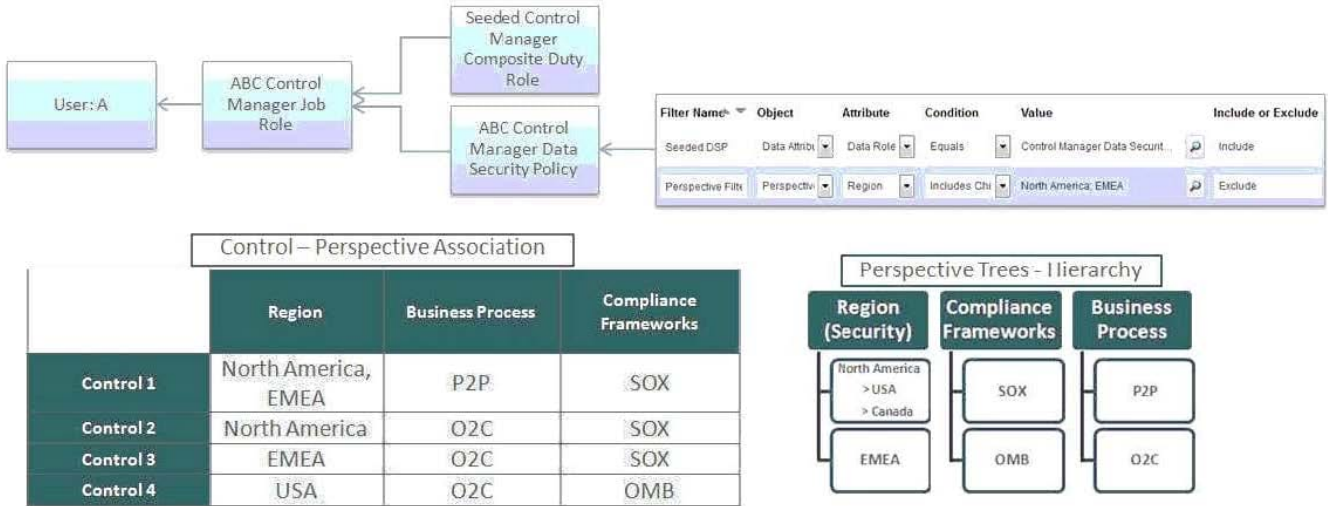 Seeded Control
Manager
Composite Duty
Role
User: A
ABC Control
Manager Job
Role
ABC Control
Manager Data
Security Policy
Filter Name Object Attribute Condition Value Include or Exclude
Seeded DSP Data Attribu Data Role Equals Control Manager Data Securit... Include
Perspective Filte Perspectiv Region Includes Chi North America; EMEA Exclude
Control – Perspective Association
Region Business Process Compliance
Frameworks
Control 1 North America,
EMEA P2P SOX
Control 2 North America O2C SOX
Control 3 EMEA O2C SOX
Control 4 USA O2C OMB
Perspective Trees - Hierarchy
Region
(Security) Compliance
Frameworks Business
Process
North America
> USA
> Canada
SOX P2P
EMEA OMB O2C